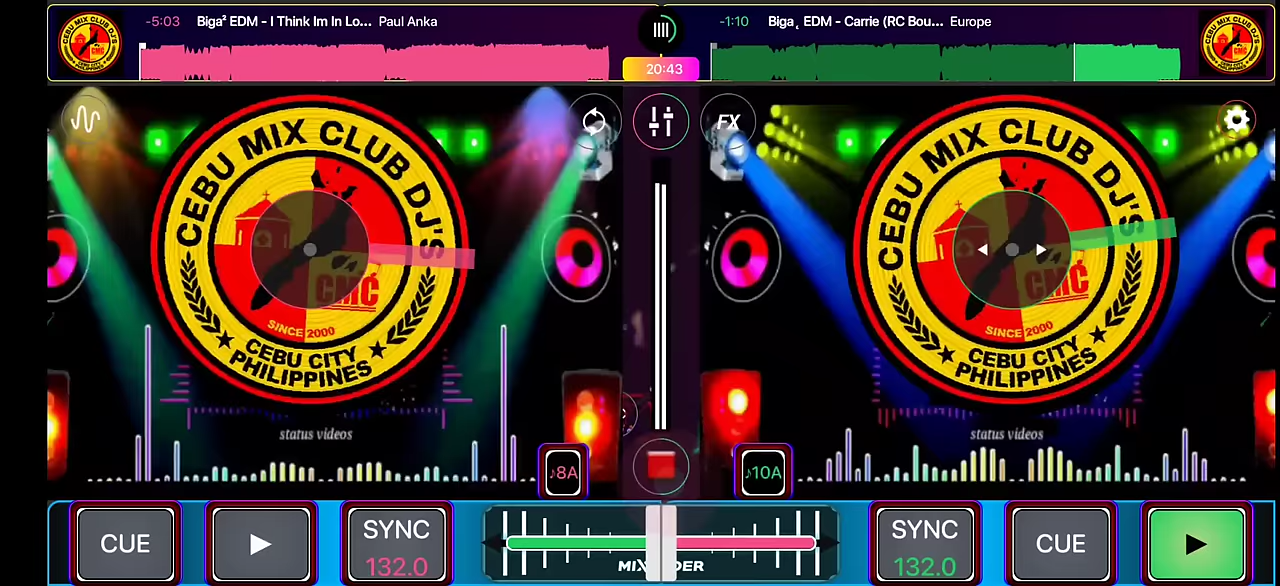 -5:03 Biga² EDM - I Think Im In Lo... Paul Anka
-1:10 Biga¸ EDM - Carrie (RC Bou... Europe
20:43
FX
CEBU MIX CLUB DJ'S
CMC
SINCE 2000
CEBU CITY
PHILIPPINES
status videos
CEBU MIX CLUB DJ'S
SINCE 2000
CEBU CITY
PHILIPPINES
status videos
♪8A
♪10A
CUE
SYNC
132.0
SYNC
132.0
CUE